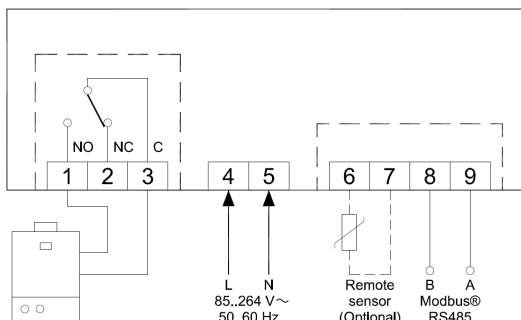 NO NC C
1 2 3 4 5 6 7 8 9
L N
85..264 V~
50..60 Hz
Remote
sensor
(Optional)
B A
Modbus®
RS485